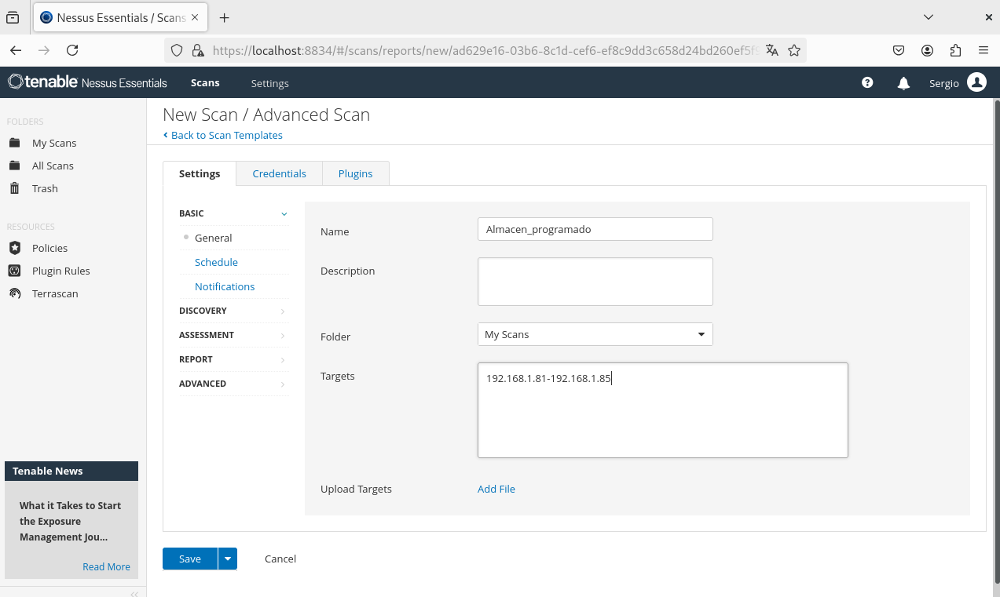 Nessus Essentials / Scans
https://localhost:8834/#/scans/reports/new/ad629e16-03b6-8c1d-cef6-ef8c9dd3c658d24bd260ef5f
tenable Nessus Essentials
Scans
Settings
Sergio
FOLDERS
My Scans
All Scans
Trash
RESOURCES
Policies
Plugin Rules
Terrascan
Tenable News
What it Takes to Start
the Exposure
Management Jou...
Read More
New Scan / Advanced Scan
Back to Scan Templates
Settings
Credentials
Plugins
BASIC
General
Schedule
Notifications
DISCOVERY
ASSESSMENT
REPORT
ADVANCED
Name
Almacen_programado
Description
Folder
My Scans
Targets
192.168.1.81-192.168.1.85
Upload Targets
Add File
Save
Cancel